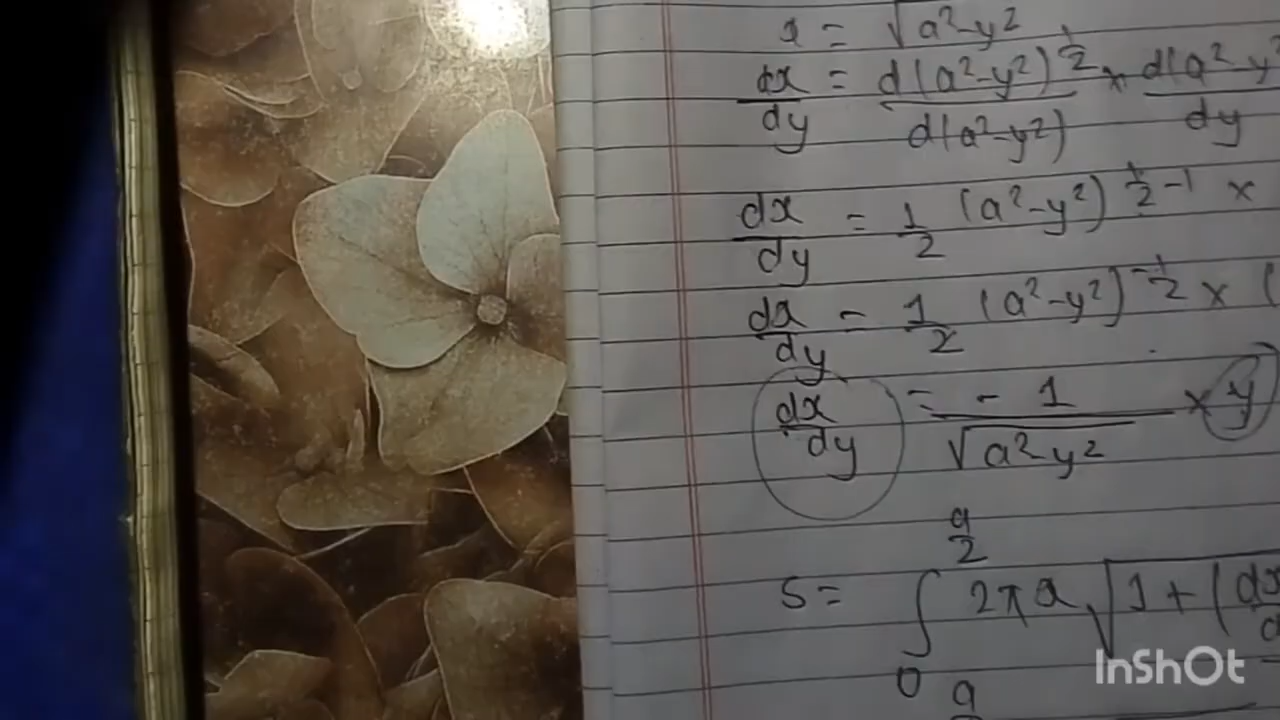 x = √a²-y²
dx/dy = d(a²-y²)^½/d(a²-y²) × d(a²-y²/dy
dx/dy = 1/2 (a²-y²)^½-1 ×
dx/dy = 1/2 (a²-y²)^-½ × (
dx/dy = -1/√a²y² × y
S = ∫₀^a/2 2πx √1+(dx/d
InShOt
a